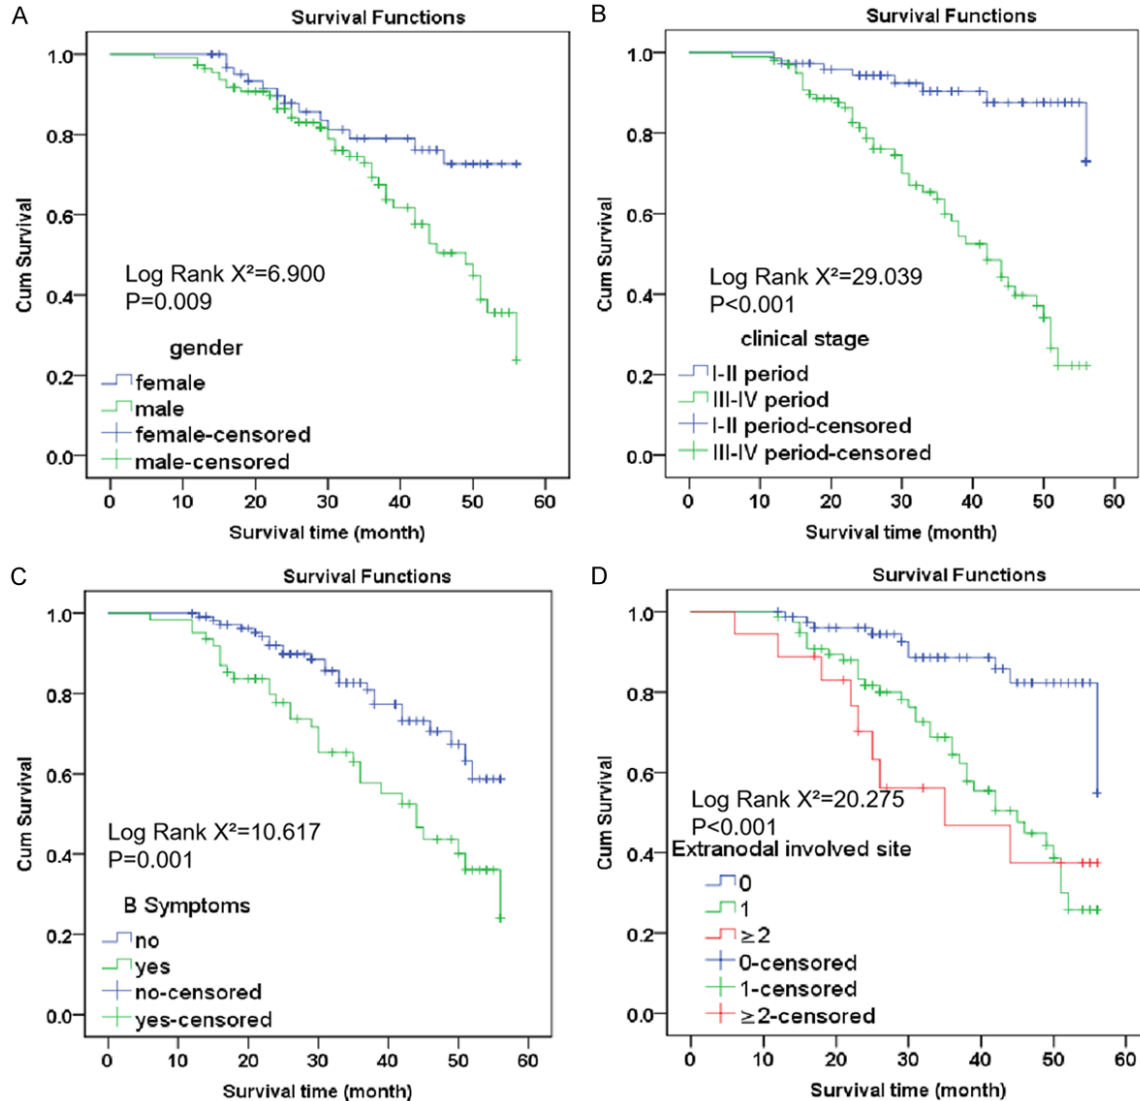 A
Survival Functions
1.0
0.8
0.6
0.4
0.2
0.0
Cum Survival
Log Rank X²=6.900
P=0.009
gender
female
male
female-censored
male-censored
0 10 20 30 40 50 60
Survival time (month)
B
Survival Functions
1.0
0.8
0.6
0.4
0.2
0.0
Cum Survival
Log Rank X²=29.039
P<0.001
clinical stage
I-II period
III-IV period
I-II period-censored
III-IV period-censored
0 10 20 30 40 50 60
Survival time (month)
C
Survival Functions
1.0
0.8
0.6
0.4
0.2
0.0
Cum Survival
Log Rank X²=10.617
P=0.001
B Symptoms
no
yes
no-censored
yes-censored
0 10 20 30 40 50 60
Survival time (month)
D
Survival Functions
1.0
0.8
0.6
0.4
0.2
0.0
Cum Survival
Log Rank X²=20.275
P<0.001
Extranodal involved site
0
1
≥2
0-censored
1-censored
≥2-censored
0 10 20 30 40 50 60
Survival time (month)